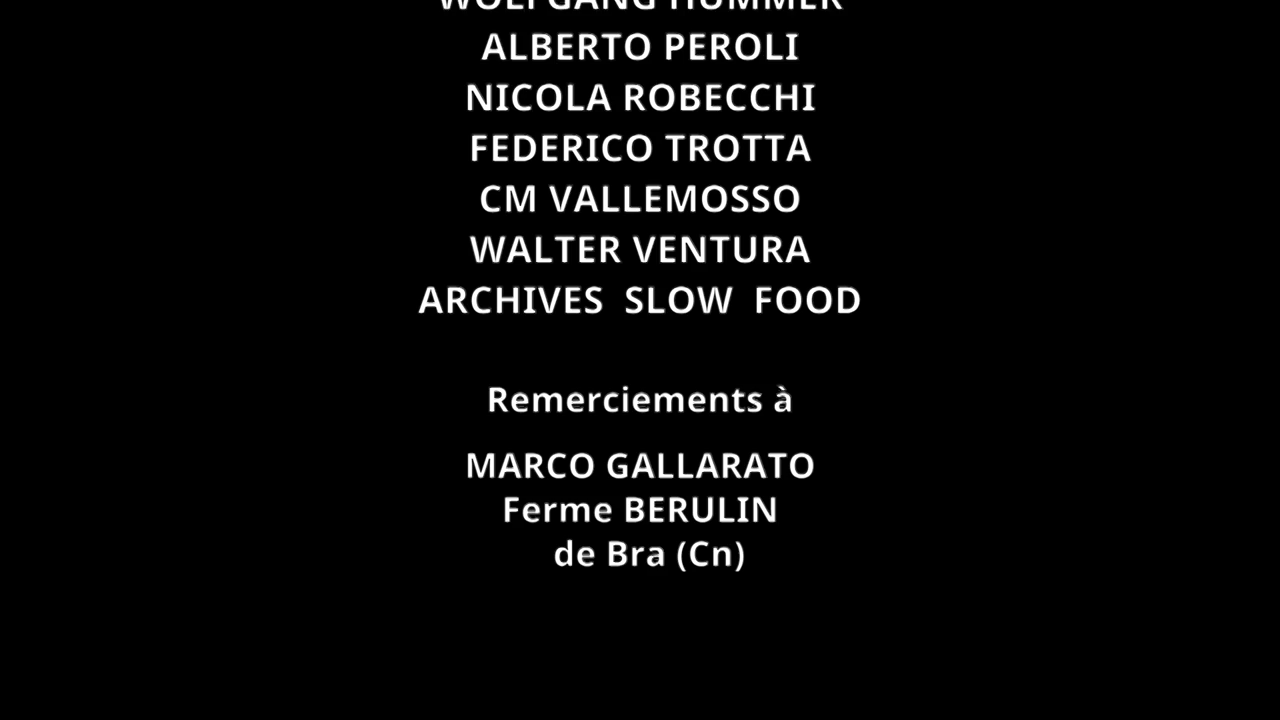 WOLFGANG HUMMER
ALBERTO PEROLI
NICOLA ROBECCHI
FEDERICO TROTTA
CM VALLEMOSSO
WALTER VENTURA
ARCHIVES SLOW FOOD
Remerciements à
MARCO GALLARATO
Ferme BERULIN
de Bra (Cn)